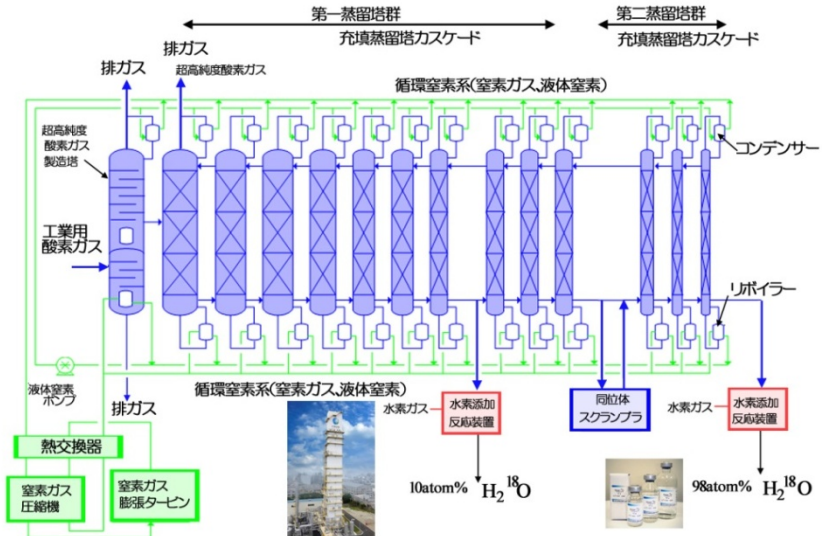 第一蒸留塔群
充填蒸留塔カスケード
第二蒸留塔群
充填蒸留塔カスケード
排ガス
排ガス
超高純度酸素ガス
循環窒素系(窒素ガス、液体窒素)
超高純度
酸素ガス
製造塔
コンデンサー
工業用
酸素ガス
リボイラー
液体窒素
ポンプ
排ガス
循環窒素系(窒素ガス、液体窒素)
水素ガス
水素添加
反応装置
同位体
スクランブラ
水素ガス
水素添加
反応装置
熱交換器
窒素ガス
圧縮機
窒素ガス
膨張タービン
10atom% H₂¹⁸O
98atom% H₂¹⁸O